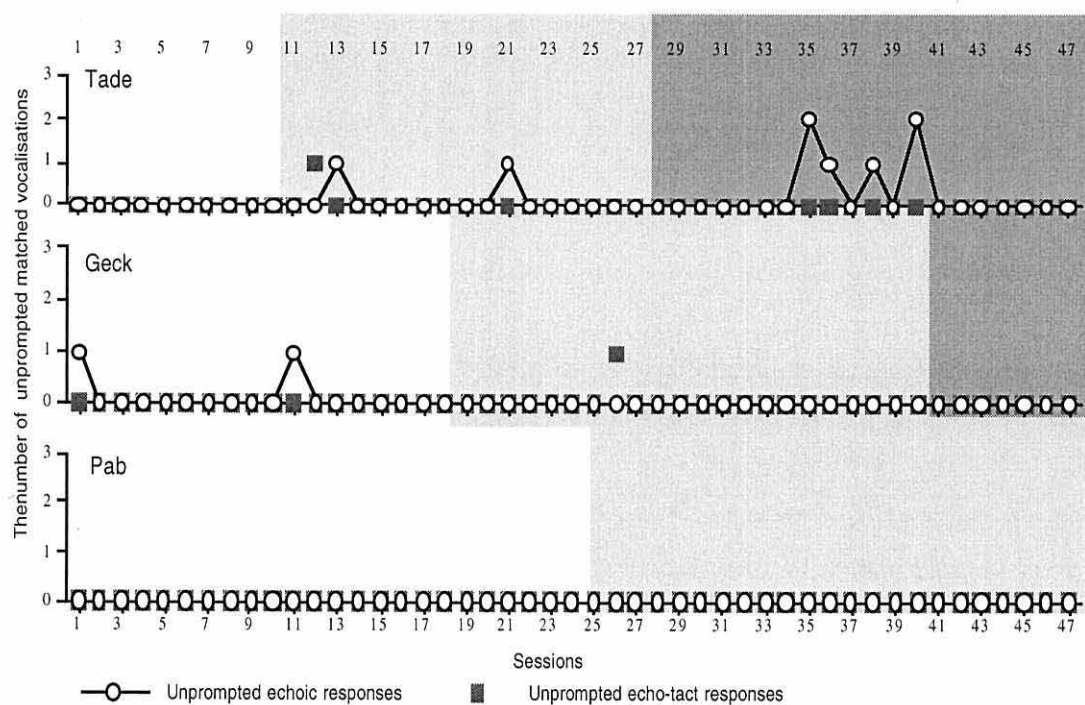 1 3 5 7 9 11 13 15 17 19 21 23 25 27 29 31 33 35 37 39 41 43 45 47
Thenumber of unprompted matched vocalisations
3
Tade
2
1
0
3
Geck
2
1
0
3
Pab
2
1
0
1 3 5 7 9 11 13 15 17 19 21 23 25 27 29 31 33 35 37 39 41 43 45 47
Sessions
Unprompted echoic responses Unprompted echo-tact responses